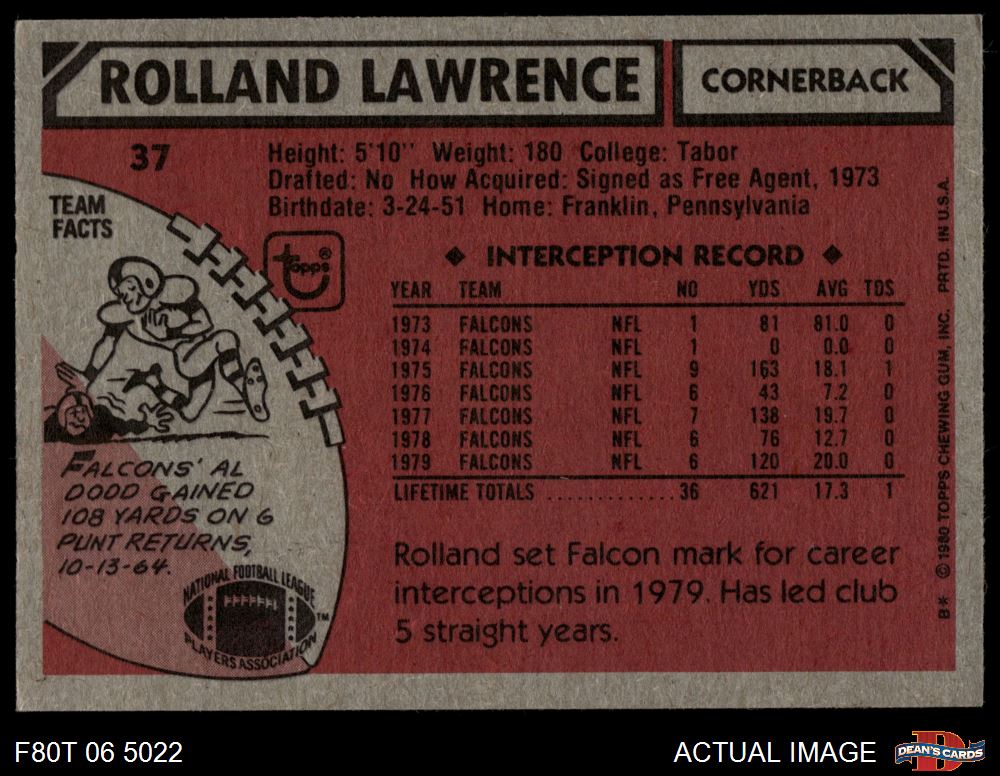 ROLLAND LAWRENCE CORNERBACK
37
Height: 5'10'' Weight: 180 College: Tabor
Drafted: No How Acquired: Signed as Free Agent, 1973
Birthdate: 3-24-51 Home: Franklin, Pennsylvania
TEAM
FACTS
topps®
◆ INTERCEPTION RECORD ◆
YEAR TEAM NO YDS AVG TDS
1973 FALCONS NFL 1 81 81.0 0
1974 FALCONS NFL 1 0 0.0 0
1975 FALCONS NFL 9 163 18.1 1
1976 FALCONS NFL 6 43 7.2 0
1977 FALCONS NFL 7 138 19.7 0
1978 FALCONS NFL 6 76 12.7 0
1979 FALCONS NFL 6 120 20.0 0
LIFETIME TOTALS ............. 36 621 17.3 1
Rolland set Falcon mark for career
interceptions in 1979. Has led club
5 straight years.
FALCONS' AL
DODD GAINED
108 YARDS ON 6
PUNT RETURNS,
10-13-64.
NATIONAL FOOTBALL LEAGUE
PLAYERS ASSOCIATION
TM
B* © 1980 TOPPS CHEWING GUM, INC. PRTD. IN U.S.A.
F80T 06 5022 ACTUAL IMAGE
D
DEAN'S CARDS